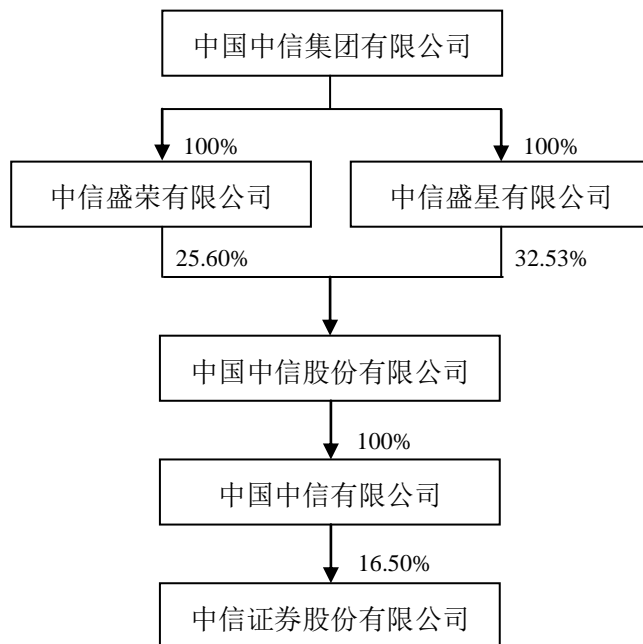 中国中信集团有限公司
100% 100%
中信盛荣有限公司 中信盛星有限公司
25.60% 32.53%
中国中信股份有限公司
100%
中国中信有限公司
16.50%
中信证券股份有限公司